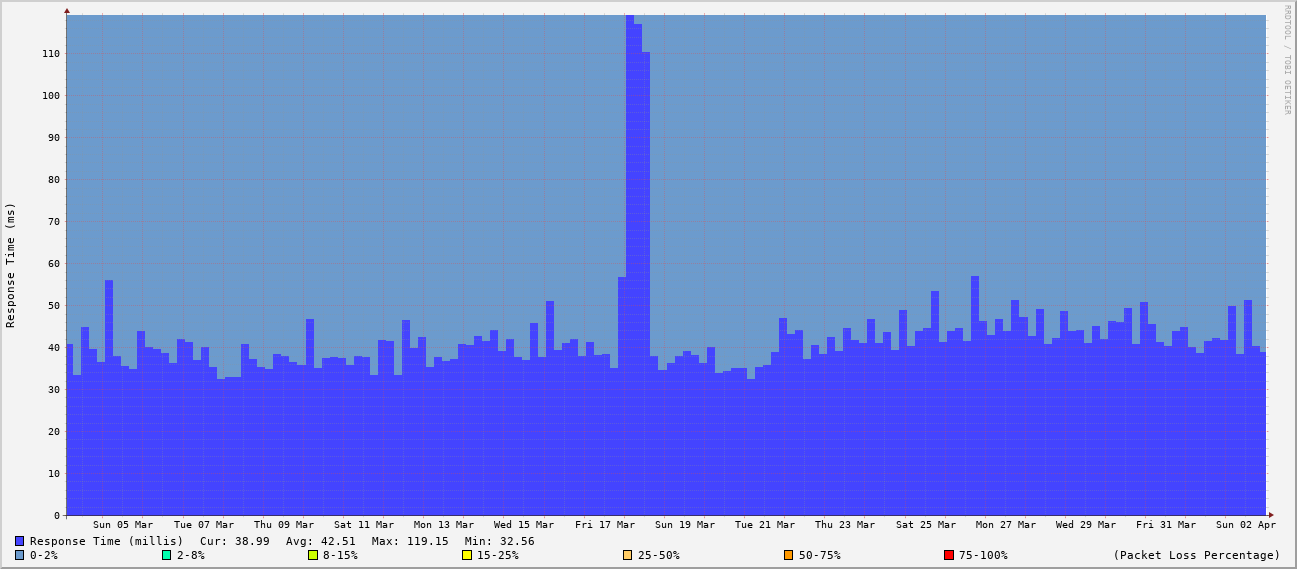 RRDTOOL / TOBI OETIKER
Response Time (ms)
110
100
90
80
70
60
50
40
30
20
10
0
Sun 05 Mar Tue 07 Mar Thu 09 Mar Sat 11 Mar Mon 13 Mar Wed 15 Mar Fri 17 Mar Sun 19 Mar Tue 21 Mar Thu 23 Mar Sat 25 Mar Mon 27 Mar Wed 29 Mar Fri 31 Mar Sun 02 Apr
Response Time (millis) Cur: 38.99 Avg: 42.51 Max: 119.15 Min: 32.56
0-2% 2-8% 8-15% 15-25% 25-50% 50-75% 75-100% (Packet Loss Percentage)